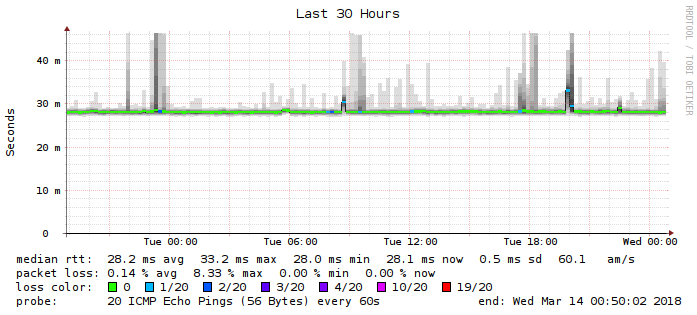 Last 30 Hours
RRDTOOL / TOBI OETIKER
Seconds
40 m
30 m
20 m
10 m
0
Tue 00:00 Tue 06:00 Tue 12:00 Tue 18:00 Wed 00:00
median rtt: 28.2 ms avg 33.2 ms max 28.0 ms min 28.1 ms now 0.5 ms sd 60.1 am/s
packet loss: 0.14 % avg 8.33 % max 0.00 % min 0.00 % now
loss color: 0 1/20 2/20 3/20 4/20 10/20 19/20
probe: 20 ICMP Echo Pings (56 Bytes) every 60s end: Wed Mar 14 00:50:02 2018